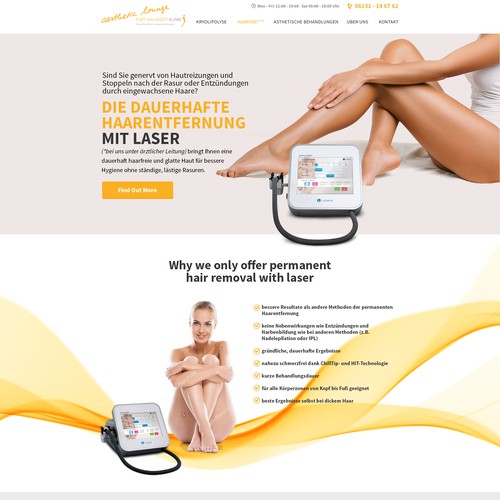 aesthetic lounge
Mon - Fri: 11:00 - 19:00 - Sat 09:00 - 18:00 Uhr
06131 - 14 67 62
KRYOLIPOLYSE
HAARFREI
ÄSTHETISCHE BEHANDLUNGEN
ÜBER UNS
KONTAKT
Sind Sie genervt von Hautreizungen und
Stoppeln nach der Rasur oder Entzündungen
durch eingewachsene Haare?
DIE DAUERHAFTE
HAARENTFERNUNG
MIT LASER
(*bei uns unter ärztlicher Leitung) bringt Ihnen eine
dauerhaft haarfreie und glatte Haut für bessere
Hygiene ohne ständige, lästige Rasuren.
Find Out More
Why we only offer permanent
hair removal with laser
bessere Resultate als andere Methoden der permanenten
Haarentfernung
keine Nebenwirkungen wie Entzündungen und
Narbenbildung wie bei anderen Methoden (z.B.
Nadelepilation oder IPL)
gründliche, dauerhafte Ergebnisse
nahezu schmerzfrei dank ChillTip- und HIT-Technologie
kurze Behandlungsdauer
für alle Körperzonen von Kopf bis Fuß geeignet
beste Ergebnisse selbst bei dickem Haar